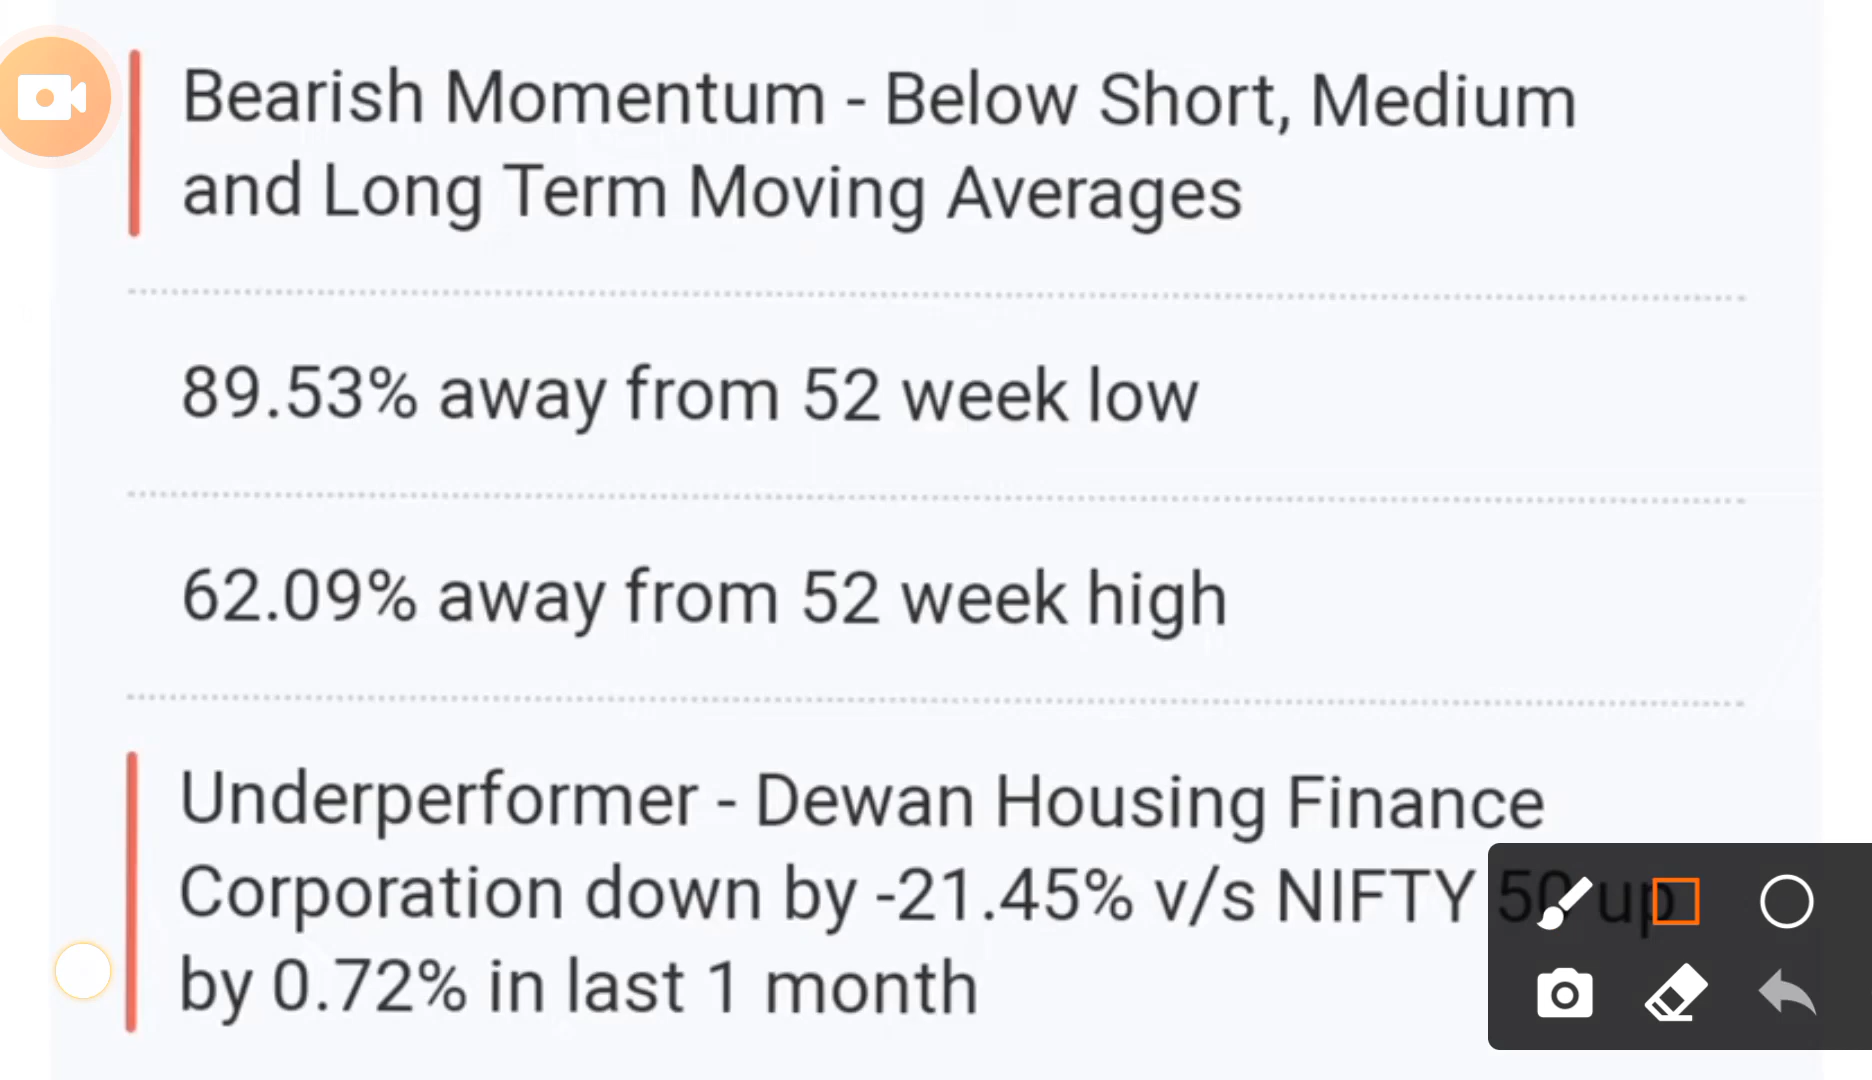 Bearish Momentum - Below Short, Medium
and Long Term Moving Averages
89.53% away from 52 week low
62.09% away from 52 week high
Underperformer - Dewan Housing Finance
Corporation down by -21.45% v/s NIFTY 50 up
by 0.72% in last 1 month